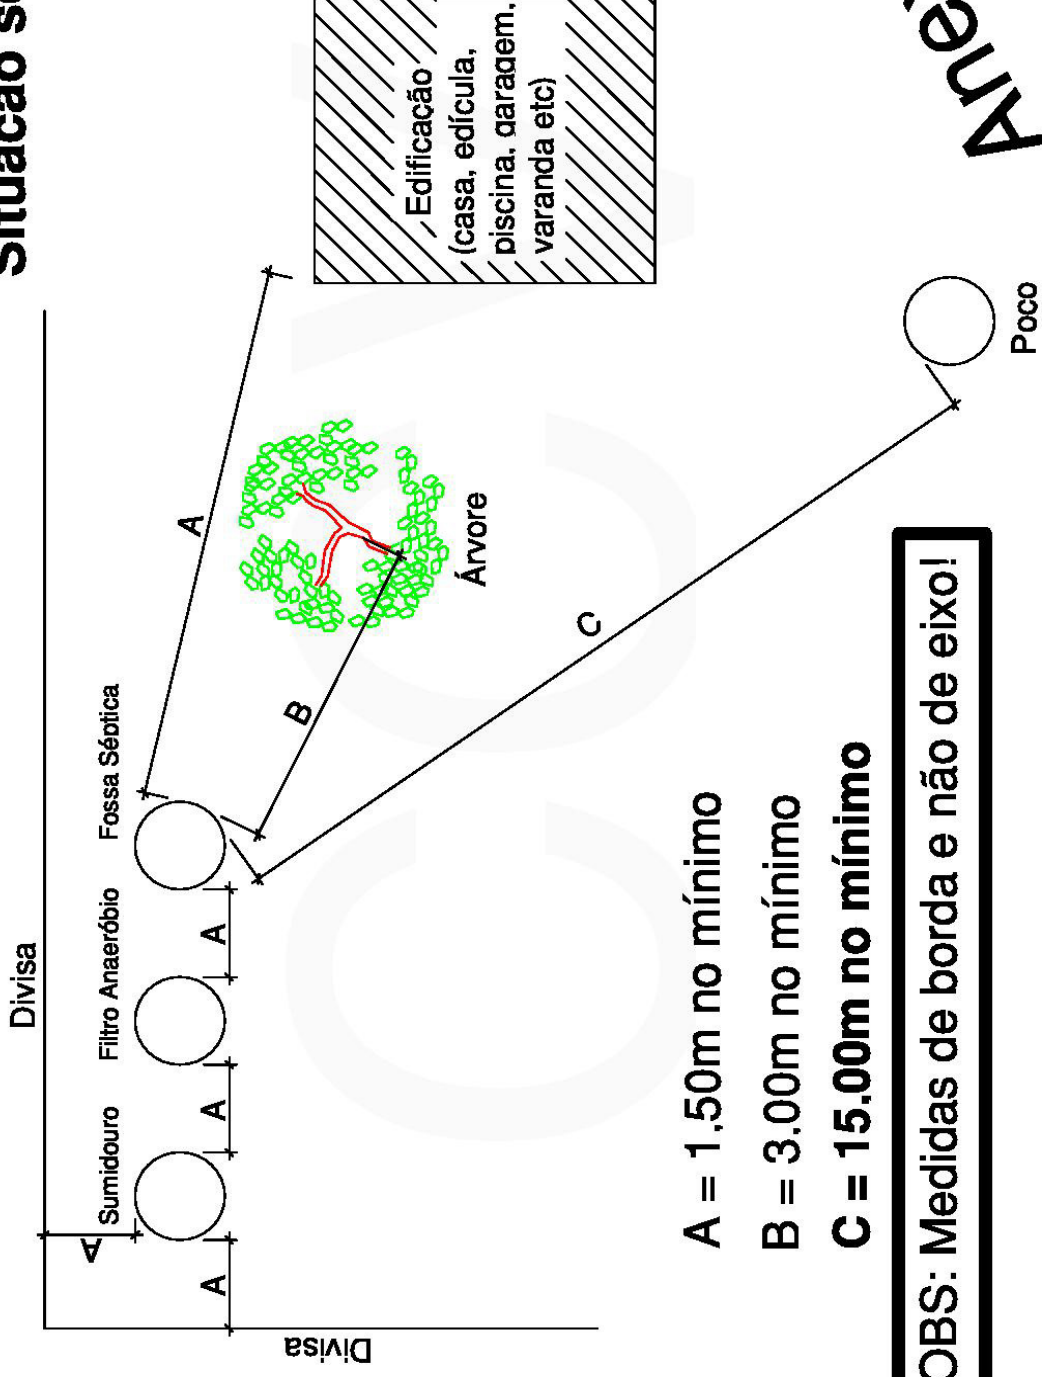 Situação
Divisa
Sumidouro
Filtro Anaeróbio
Fossa Séptica
A
A
A
A
A
B
C
Divisa
Árvore
Edificação
(casa, edícula,
piscina, garagem,
varanda etc)
Poço
A = 1,50m no mínimo
B = 3,00m no mínimo
C = 15,00m no mínimo
OBS: Medidas de borda e não de eixo!